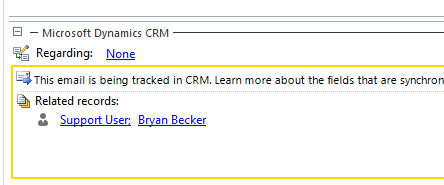 Microsoft Dynamics CRM
Regarding: None
This email is being tracked in CRM. Learn more about the fields that are synchron
Related records:
Support User; Bryan Becker